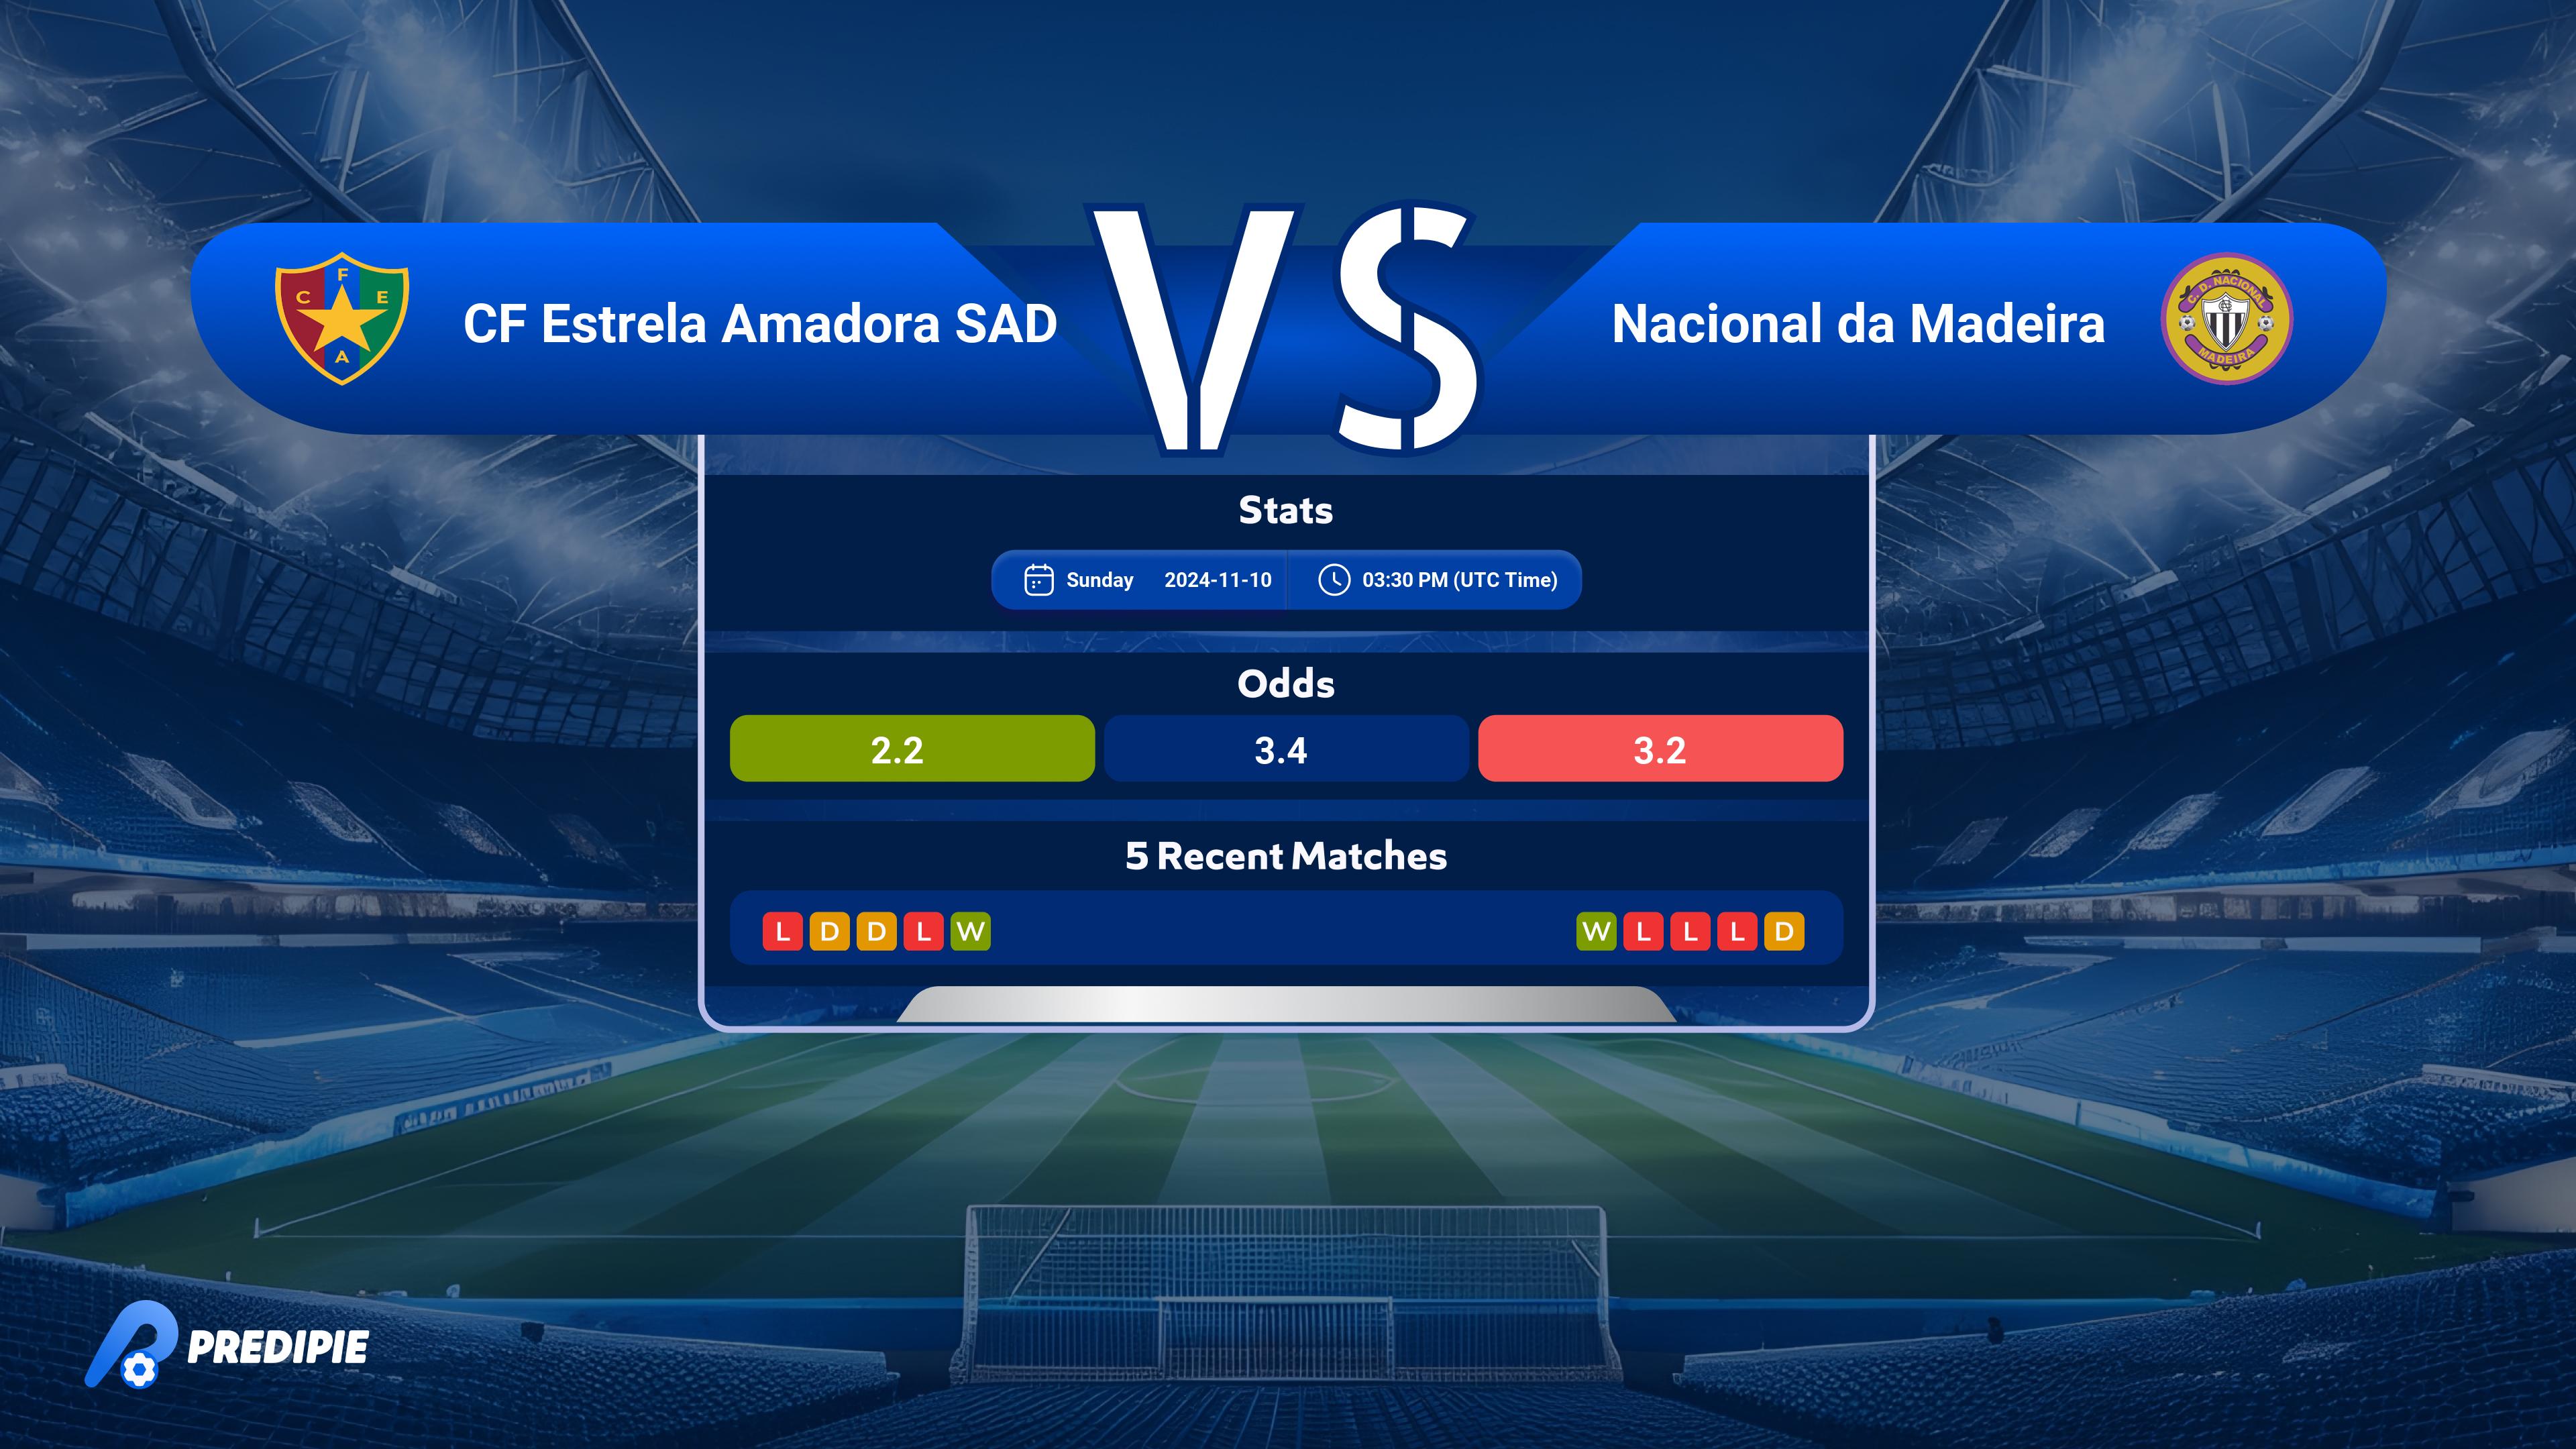 CF Estrela Amadora SAD
VS
Nacional da Madeira
F
C E
A
C. D. NACIONAL
MADEIRA
Stats
Sunday 2024-11-10 03:30 PM (UTC Time)
Odds
2.2 3.4 3.2
5 Recent Matches
L D D L W W L L L D
PREDIPIE